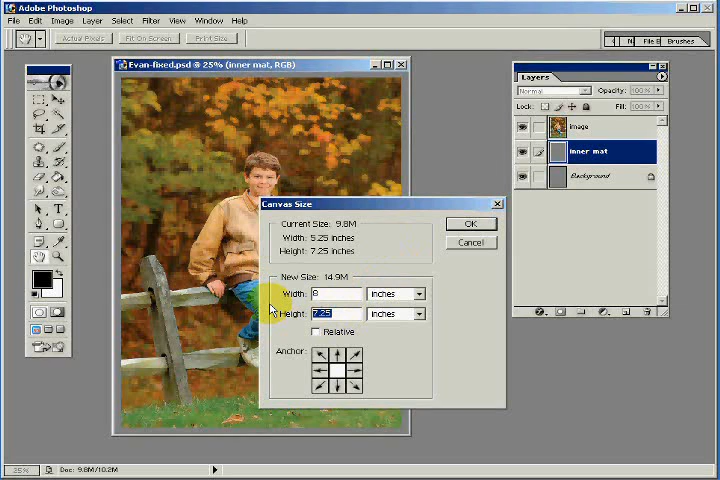 Adobe Photoshop
File Edit Image Layer Select Filter View Window Help
Actual Pixels Fit On Screen Print Size
File B Brushes
Evan-fixed.psd @ 25% (inner mat, RGB)
Layers
Normal Opacity: 100%
Lock: Fill: 100%
image
inner mat
Background
Canvas Size
Current Size: 9.8M
Width: 5.25 inches
Height: 7.25 inches
OK
Cancel
New Size: 14.9M
Width: 8 inches
Height: 7.25 inches
Relative
Anchor:
25% Doc: 9.8M/10.2M